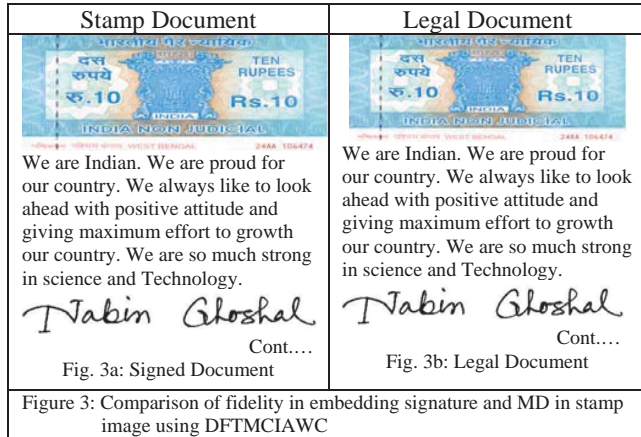 Stamp Document
भारतीय गैर न्यायिक
दस
रुपये
रु.10
TEN
RUPEES
Rs.10
INDIA
INDIA NON JUDICIAL
পশ্চিমবঙ্গ পশ্চিম বंगाल WEST BENGAL
24AA 106474
We are Indian. We are proud for
our country. We always like to look
ahead with positive attitude and
giving maximum effort to growth
our country. We are so much strong
in science and Technology.
Nabin Ghoshal
Cont.…
Fig. 3a: Signed Document
Legal Document
भारतीय गैर न्यायिक
दस
रुपये
रु.10
TEN
RUPEES
Rs.10
INDIA
INDIA NON JUDICIAL
WEST BENGAL
24AA 106474
We are Indian. We are proud for
our country. We always like to look
ahead with positive attitude and
giving maximum effort to growth
our country. We are so much strong
in science and Technology.
Nabin Ghoshal
Cont.…
Fig. 3b: Legal Document
Figure 3: Comparison of fidelity in embedding signature and MD in stamp
image using DFTMCIAWC